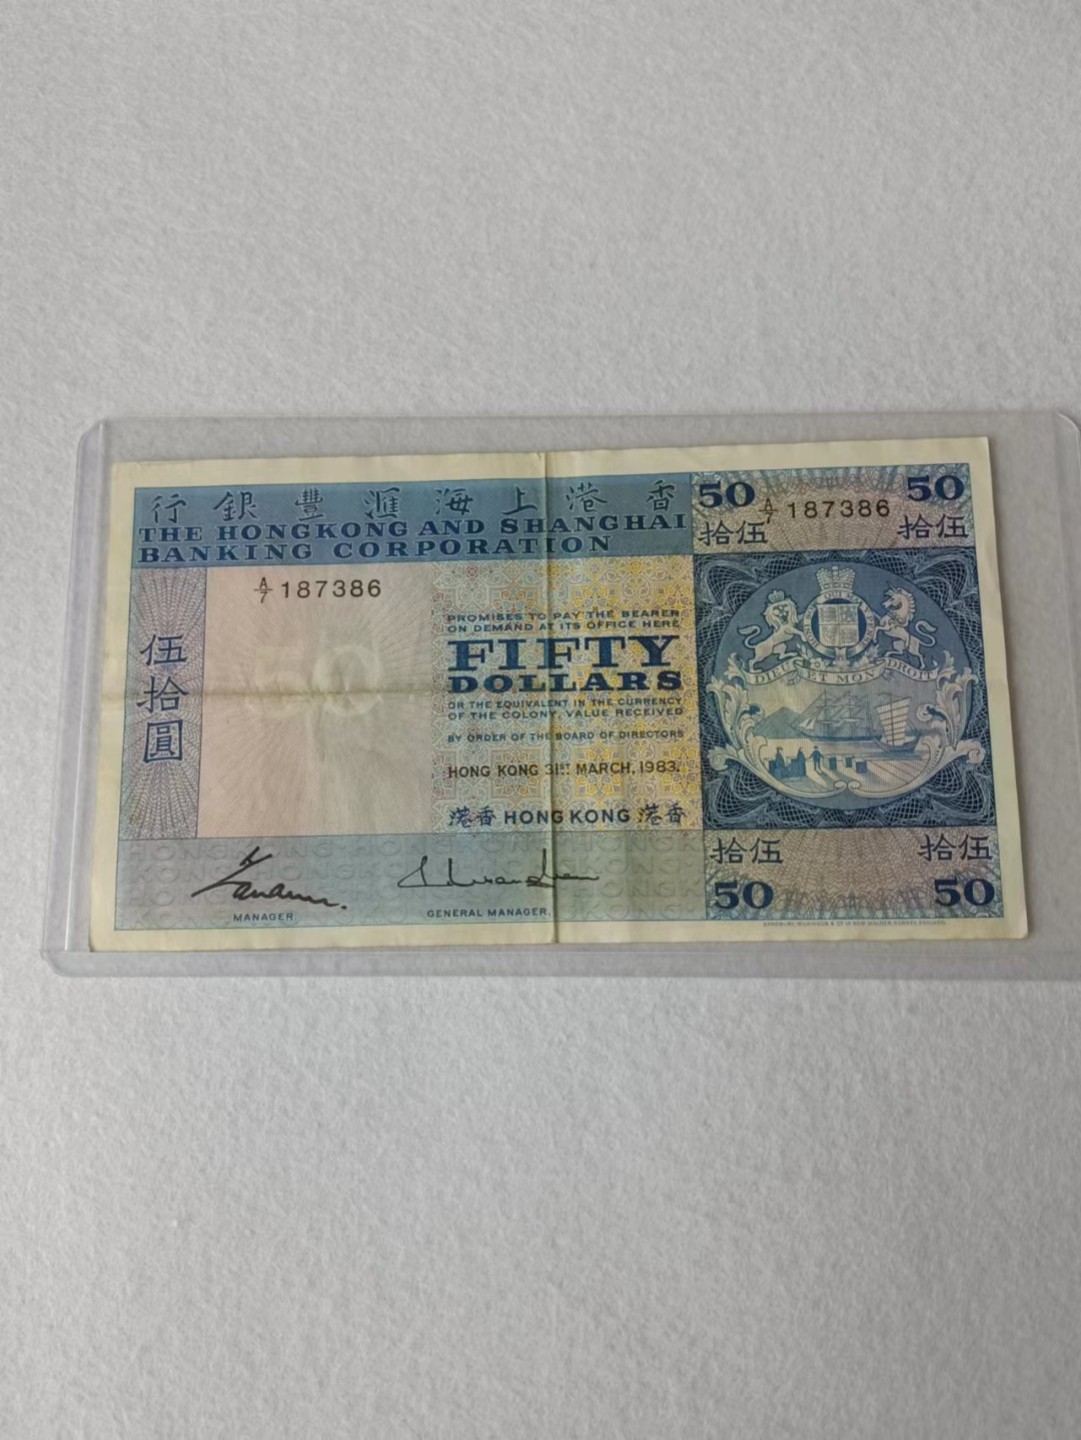 行銀豐滙海上港香
THE HONGKONG AND SHANGHAI
BANKING CORPORATION
50 A/7 187386 50
拾伍 拾伍
A/7 187386
伍拾圓
PROMISES TO PAY THE BEARER
ON DEMAND AT ITS OFFICE HERE
FIFTY
DOLLARS
OR THE EQUIVALENT IN THE CURRENCY
OF THE COLONY, VALUE RECEIVED
BY ORDER OF THE BOARD OF DIRECTORS
HONG KONG 31ST MARCH, 1983.
港香 HONG KONG 港香
50
DIEU ET MON DROIT
MANAGER
GENERAL MANAGER.
拾伍 拾伍
50 50